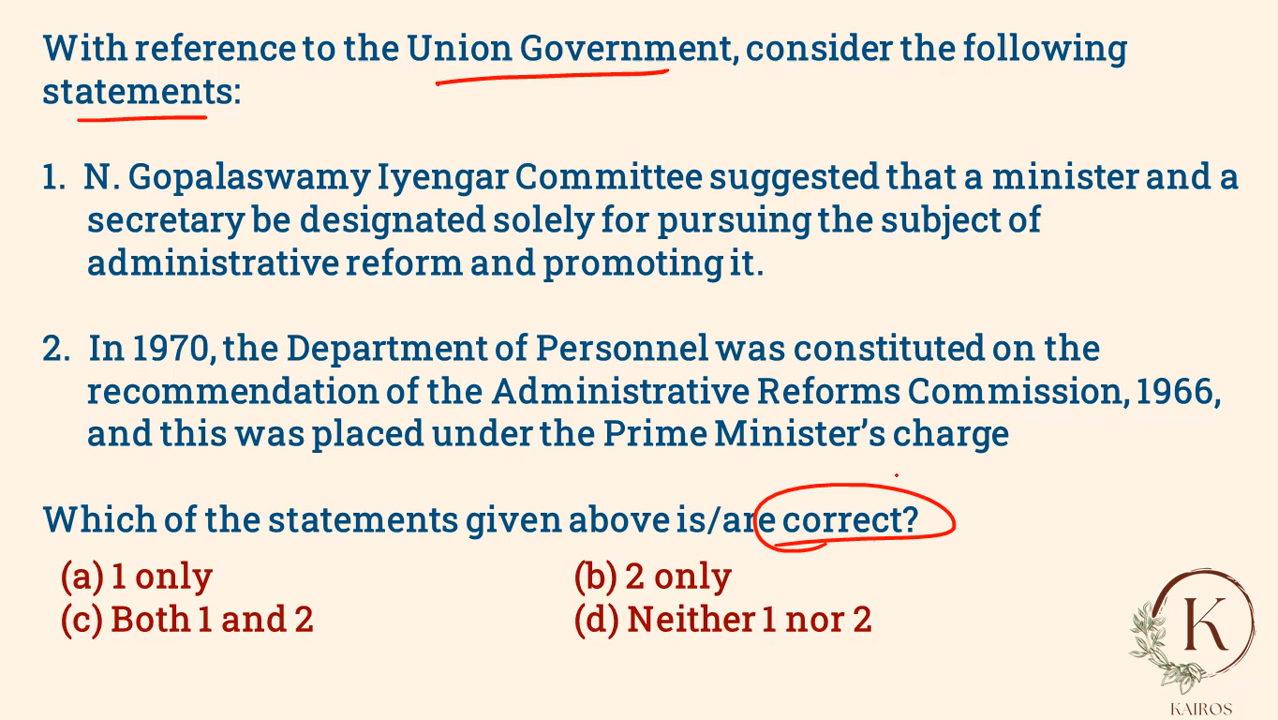 With reference to the Union Government, consider the following
statements:
1. N. Gopalaswamy Iyengar Committee suggested that a minister and a
secretary be designated solely for pursuing the subject of
administrative reform and promoting it.
2. In 1970, the Department of Personnel was constituted on the
recommendation of the Administrative Reforms Commission, 1966,
and this was placed under the Prime Minister's charge
Which of the statements given above is/are correct?
(a) 1 only (b) 2 only
(c) Both 1 and 2 (d) Neither 1 nor 2
K
KAIROS